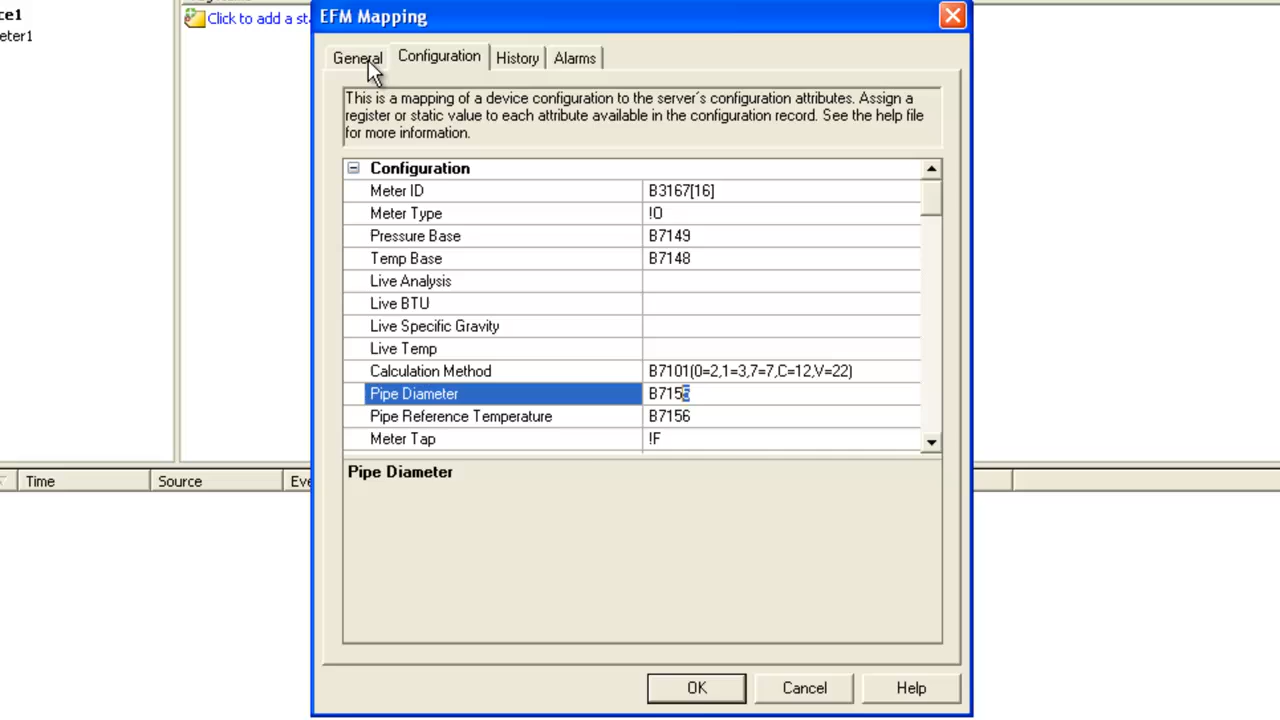 ce1
eter1
Click to add a st
EFM Mapping
General
Configuration
History
Alarms
This is a mapping of a device configuration to the server's configuration attributes. Assign a
register or static value to each attribute available in the configuration record. See the help file
for more information.
Configuration
Meter ID B3167[16]
Meter Type !O
Pressure Base B7149
Temp Base B7148
Live Analysis
Live BTU
Live Specific Gravity
Live Temp
Calculation Method B7101(0=2,1=3,7=7,C=12,V=22)
Pipe Diameter B7155
Pipe Reference Temperature B7156
Meter Tap !F
Pipe Diameter
Time Source Eve
OK Cancel Help